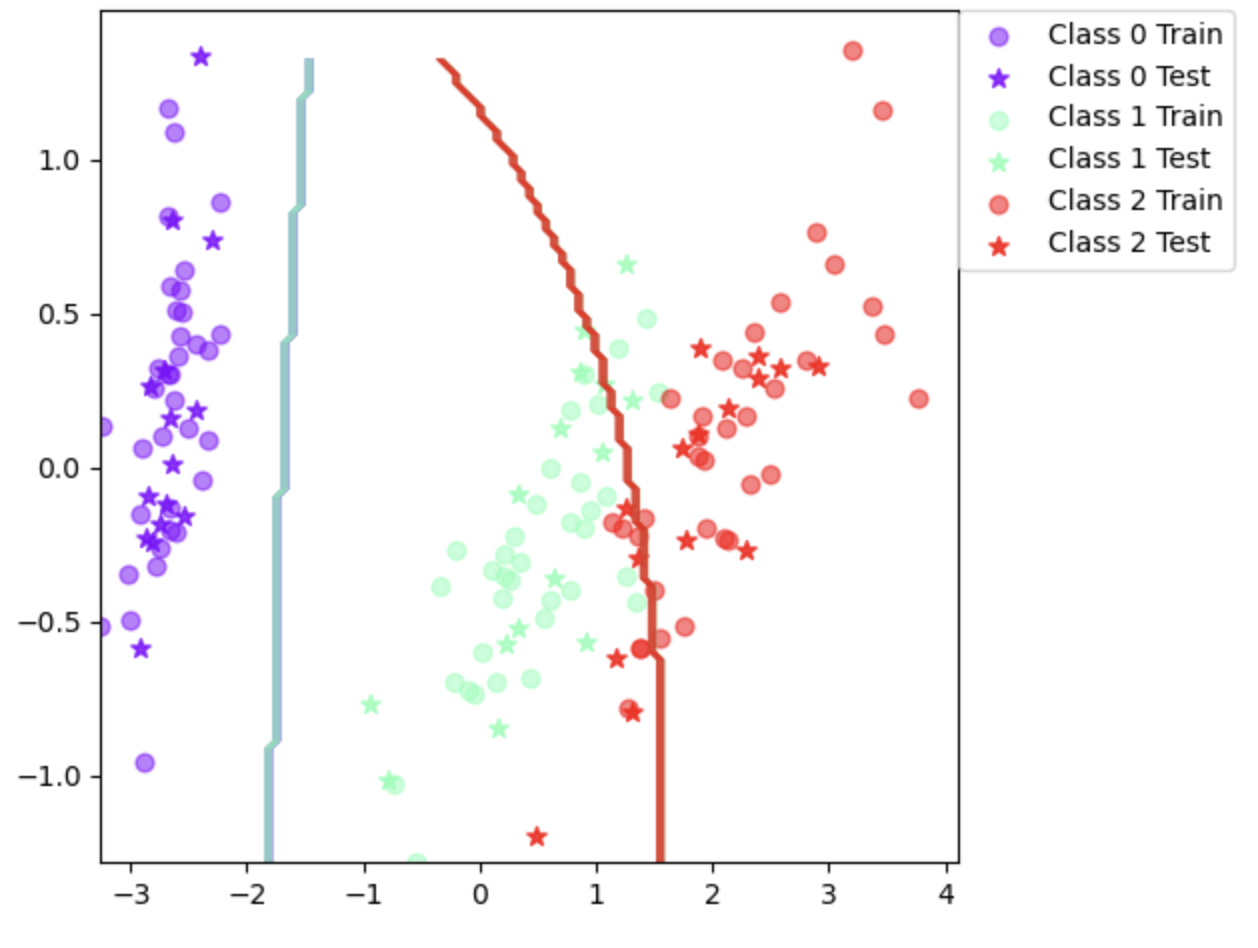 Class 0 Train
Class 0 Test
Class 1 Train
Class 1 Test
Class 2 Train
Class 2 Test
1.0
0.5
0.0
−0.5
−1.0
−3 −2 −1 0 1 2 3 4